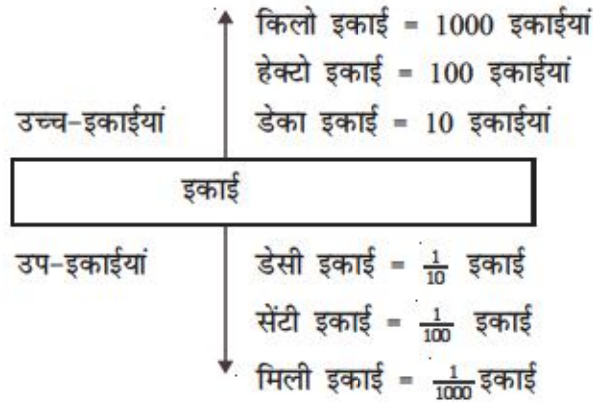 किलो इकाई = 1000 इकाईयां
हेक्टो इकाई = 100 इकाईयां
उच्च-इकाईयां डेका इकाई = 10 इकाईयां
इकाई
उप-इकाईयां डेसी इकाई = 1/10 इकाई
सेंटी इकाई = 1/100 इकाई
मिली इकाई = 1/1000 इकाई